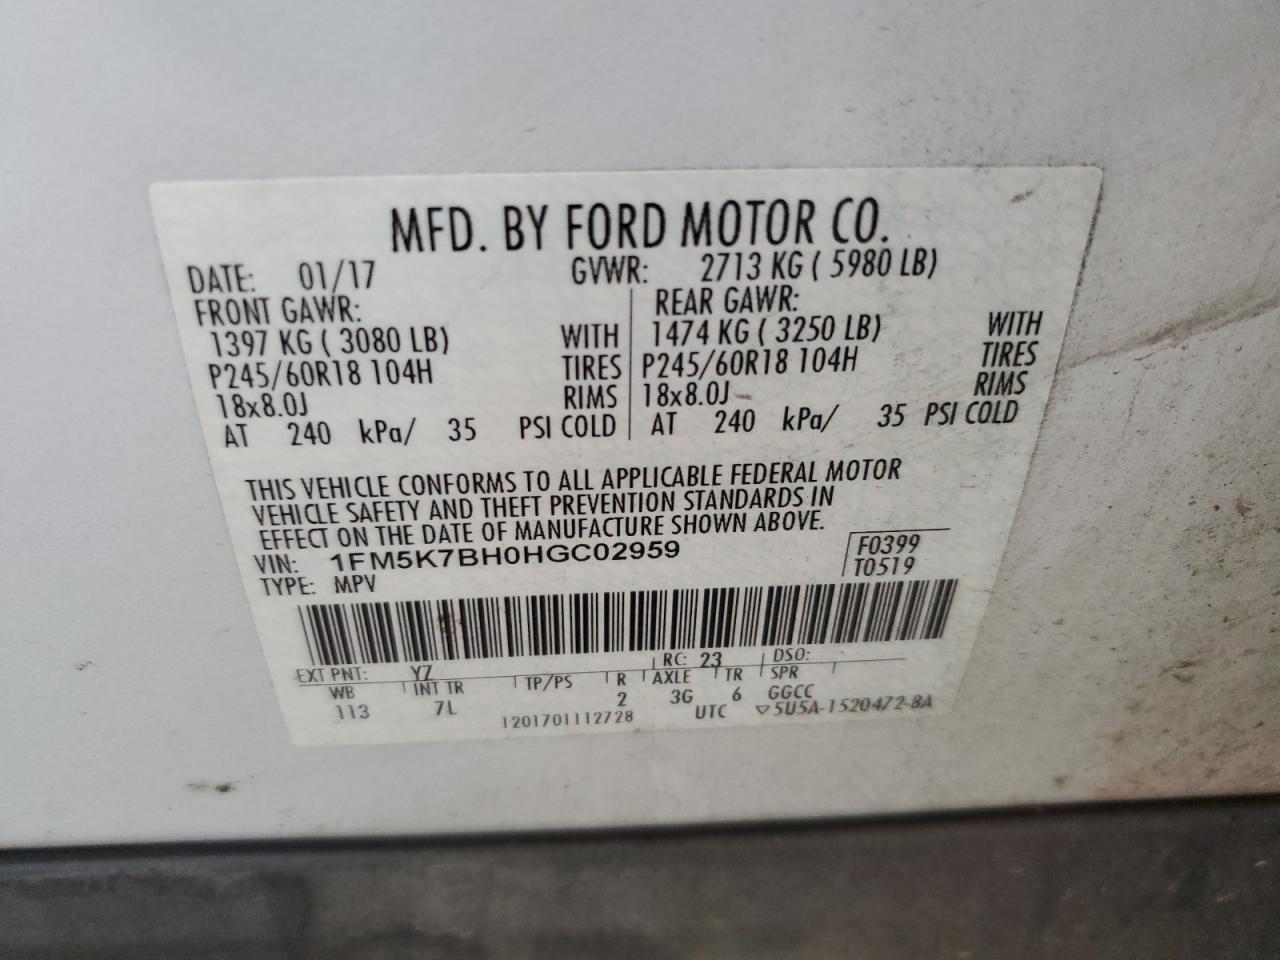 MFD. BY FORD MOTOR CO.
DATE: 01/17 GVWR: 2713 KG ( 5980 LB)
FRONT GAWR: REAR GAWR:
1397 KG ( 3080 LB) WITH 1474 KG ( 3250 LB) WITH
P245/60R18 104H TIRES P245/60R18 104H TIRES
18x8.0J RIMS 18x8.0J RIMS
AT 240 kPa/ 35 PSI COLD AT 240 kPa/ 35 PSI COLD
THIS VEHICLE CONFORMS TO ALL APPLICABLE FEDERAL MOTOR
VEHICLE SAFETY AND THEFT PREVENTION STANDARDS IN
EFFECT ON THE DATE OF MANUFACTURE SHOWN ABOVE.
VIN: 1FM5K7BH0HGC02959 F0399
TYPE: MPV T0519
EXT PNT: YZ RC: 23 DSO:
WB INT TR TP/PS R AXLE TR SPR
113 7L 2 3G 6 GGCC
1201701112728 UTC ▽5U5A-1520472-BA